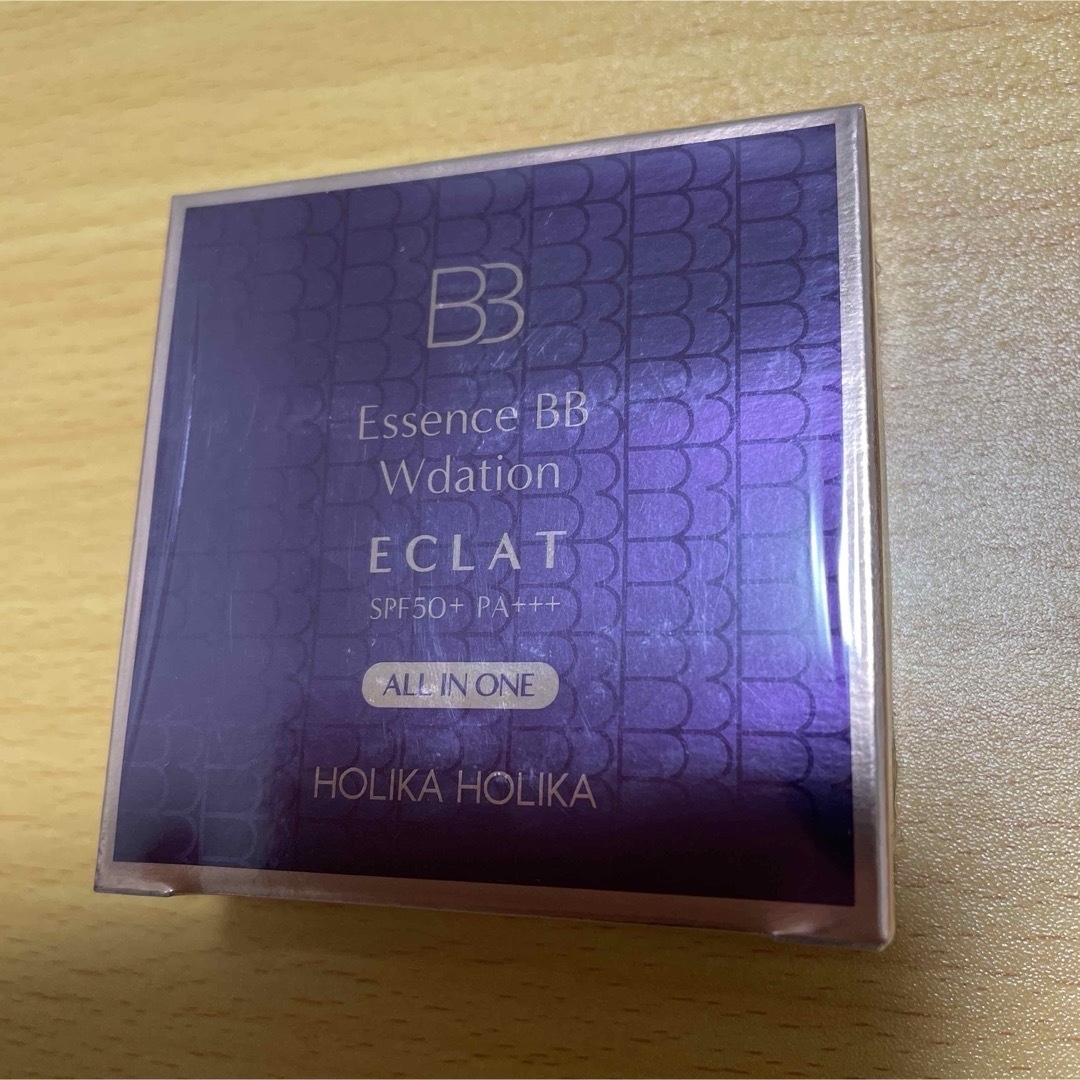 BB
Essence BB
Wdation
ECLAT
SPF50+ PA+++
ALL IN ONE
HOLIKA HOLIKA